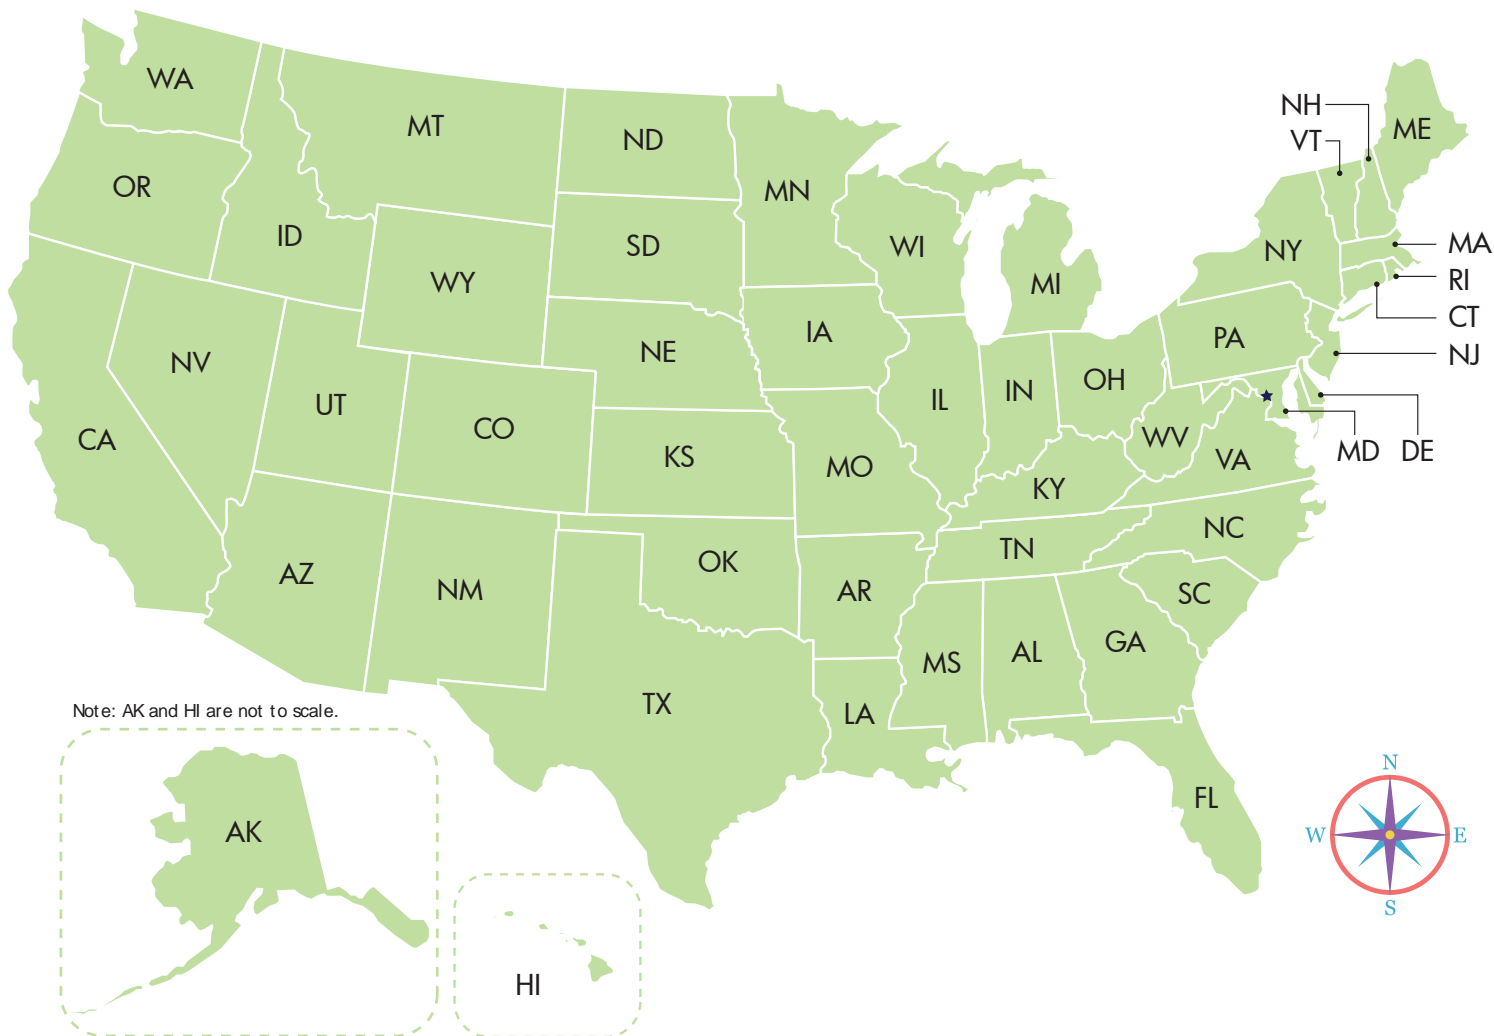 WA
MT
ND
MN
NH
VT
ME
OR
ID
SD
WI
MI
NY
MA
RI
CT
NJ
WY
NE
IA
PA
NV
UT
CO
KS
IL
IN
OH
CA
MO
WV
VA
MD
DE
KY
NC
TN
AZ
NM
OK
AR
SC
GA
AL
MS
TX
LA
FL
Note: AK and HI are not to scale.
AK
HI
N
W
E
S